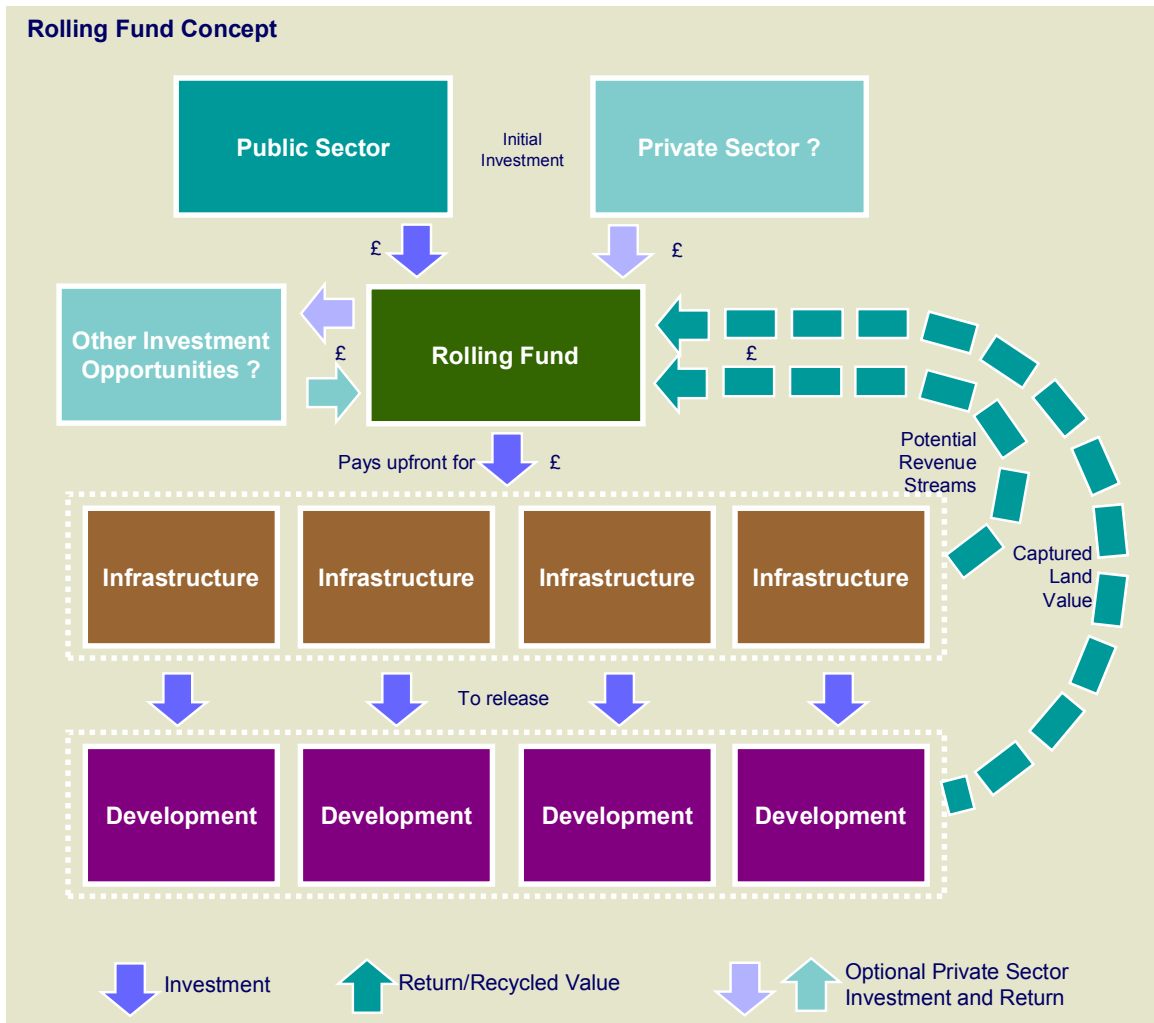 Rolling Fund Concept
Public Sector
Initial
Investment
Private Sector ?
£
£
Other Investment
Opportunities ?
£
Rolling Fund
£
Pays upfront for
£
Potential
Revenue
Streams
Infrastructure
Infrastructure
Infrastructure
Infrastructure
Captured
Land
Value
To release
Development
Development
Development
Development
Investment
Return/Recycled Value
Optional Private Sector
Investment and Return